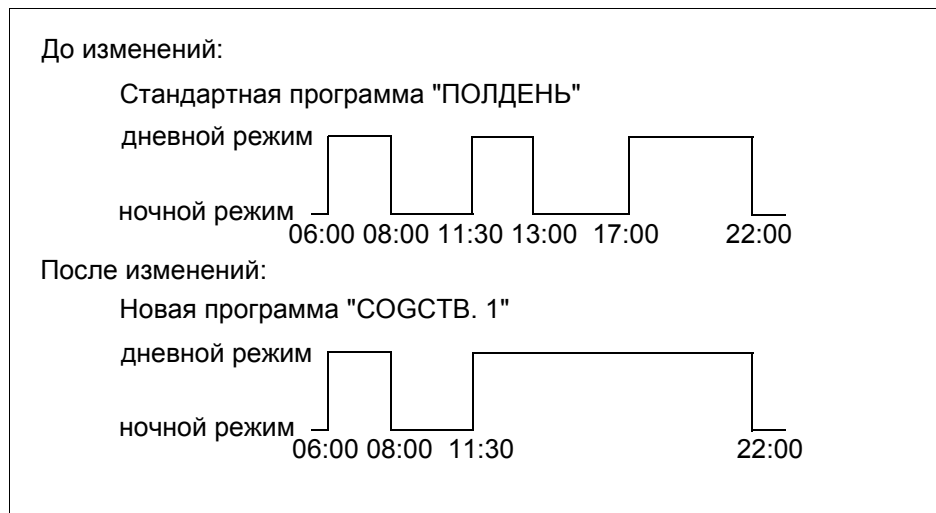 До изменений:
Стандартная программа "ПОЛДЕНЬ"
дневной режим
ночной режим
06:00 08:00 11:30 13:00 17:00 22:00
После изменений:
Новая программа "COGCTB. 1"
дневной режим
ночной режим
06:00 08:00 11:30 22:00